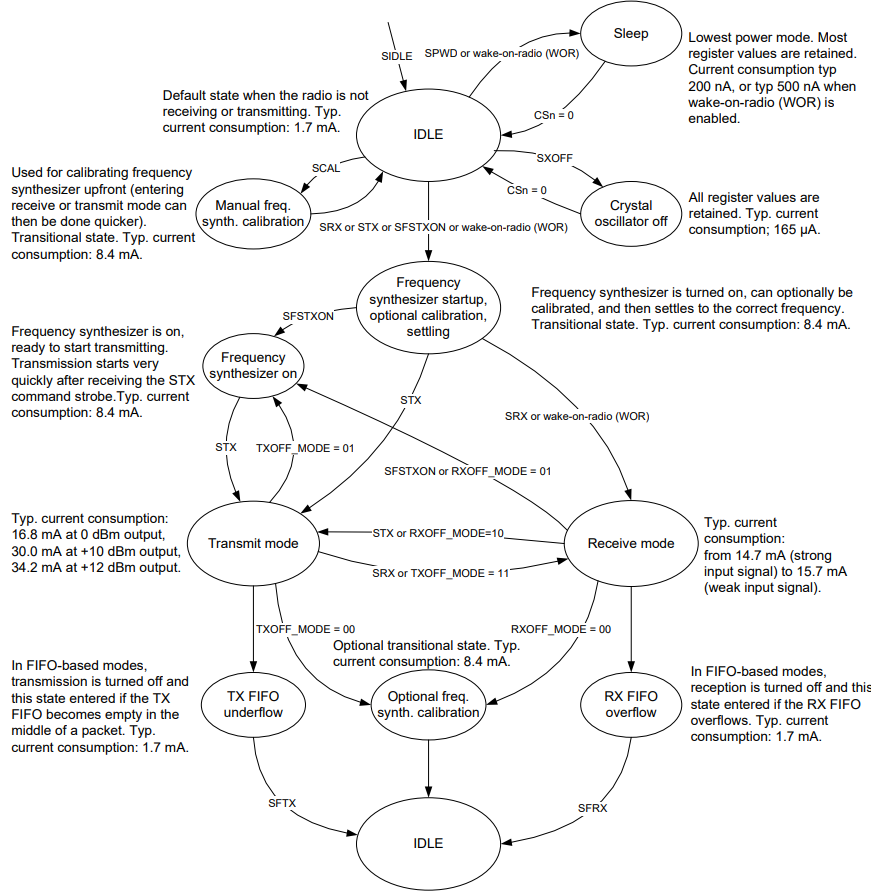 Sleep
Lowest power mode. Most
register values are retained.
Current consumption typ
200 nA, or typ 500 nA when
wake-on-radio (WOR) is
enabled.
SIDLE
SPWD or wake-on-radio (WOR)
CSn = 0
Default state when the radio is not
receiving or transmitting. Typ.
current consumption: 1.7 mA.
IDLE
SXOFF
CSn = 0
Crystal
oscillator off
All register values are
retained. Typ. current
consumption; 165 µA.
Used for calibrating frequency
synthesizer upfront (entering
receive or transmit mode can
then be done quicker).
Transitional state. Typ. current
consumption: 8.4 mA.
SCAL
Manual freq.
synth. calibration
SRX or STX or SFSTXON or wake-on-radio (WOR)
Frequency
synthesizer startup,
optional calibration,
settling
Frequency synthesizer is turned on, can optionally be
calibrated, and then settles to the correct frequency.
Transitional state. Typ. current consumption: 8.4 mA.
SFSTXON
Frequency synthesizer is on,
ready to start transmitting.
Transmission starts very
quickly after receiving the STX
command strobe.Typ. current
consumption: 8.4 mA.
Frequency
synthesizer on
STX
SRX or wake-on-radio (WOR)
STX
TXOFF_MODE = 01
SFSTXON or RXOFF_MODE = 01
Typ. current consumption:
16.8 mA at 0 dBm output,
30.0 mA at +10 dBm output,
34.2 mA at +12 dBm output.
Transmit mode
STX or RXOFF_MODE=10
SRX or TXOFF_MODE = 11
Receive mode
Typ. current
consumption:
from 14.7 mA (strong
input signal) to 15.7 mA
(weak input signal).
TXOFF_MODE = 00
RXOFF_MODE = 00
Optional transitional state. Typ.
current consumption: 8.4mA.
In FIFO-based modes,
transmission is turned off and
this state entered if the TX
FIFO becomes empty in the
middle of a packet. Typ.
current consumption: 1.7 mA.
TX FIFO
underflow
Optional freq.
synth. calibration
RX FIFO
overflow
In FIFO-based modes,
reception is turned off and this
state entered if the RX FIFO
overflows. Typ. current
consumption: 1.7 mA.
SFTX
SFRX
IDLE